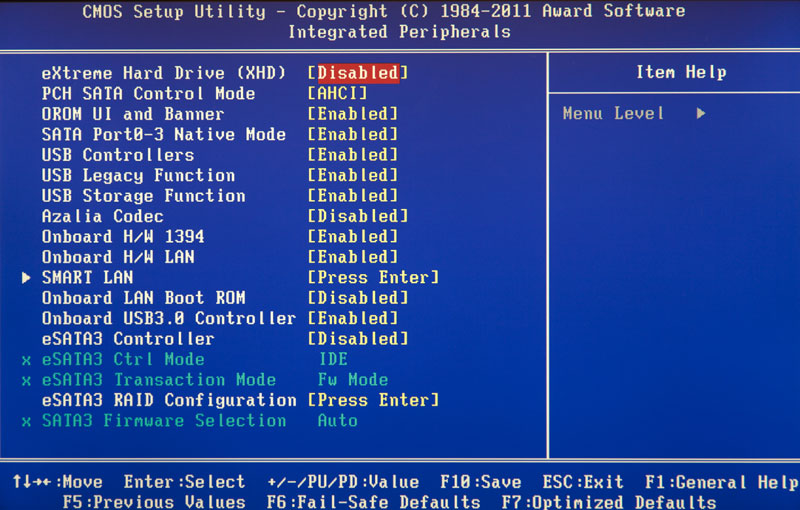 CMOS Setup Utility - Copyright (C) 1984-2011 Award Software
Integrated Peripherals
eXtreme Hard Drive (XHD) [Disabled]
Item Help
PCH SATA Control Mode [AHCI]
OROM UI and Banner [Enabled]
Menu Level ▶
SATA Port0-3 Native Mode [Enabled]
USB Controllers [Enabled]
USB Legacy Function [Enabled]
USB Storage Function [Enabled]
Azalia Codec [Disabled]
Onboard H/W 1394 [Enabled]
Onboard H/W LAN [Enabled]
▶ SMART LAN [Press Enter]
Onboard LAN Boot ROM [Disabled]
Onboard USB3.0 Controller [Enabled]
eSATA3 Controller [Disabled]
x eSATA3 Ctrl Mode IDE
x eSATA3 Transaction Mode Fw Mode
eSATA3 RAID Configuration [Press Enter]
x SATA3 Firmware Selection Auto
↑↓→←:Move Enter:Select +/-/PU/PD:Value F10:Save ESC:Exit F1:General Help
F5:Previous Values F6:Fail-Safe Defaults F7:Optimized Defaults